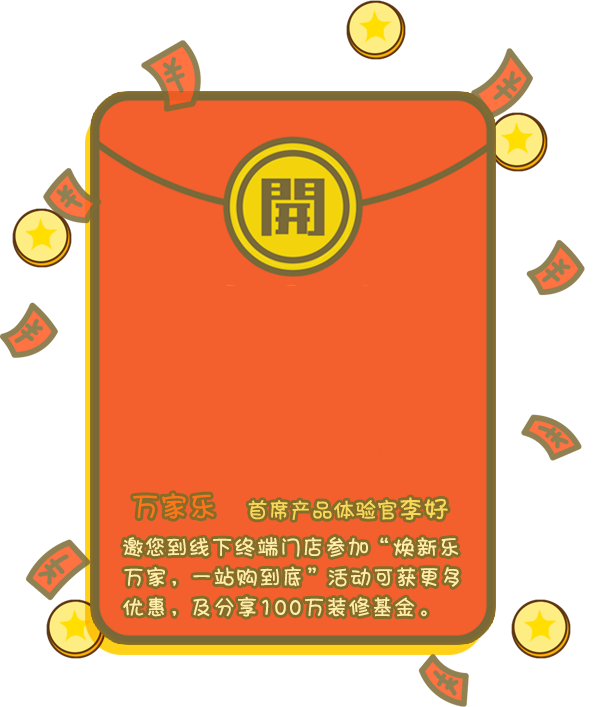 開
万家乐 首席产品体验官李好
邀您到线下终端门店参加“焕新乐
万家，一站购到底”活动可获更多
优惠，及分享100万装修基金。